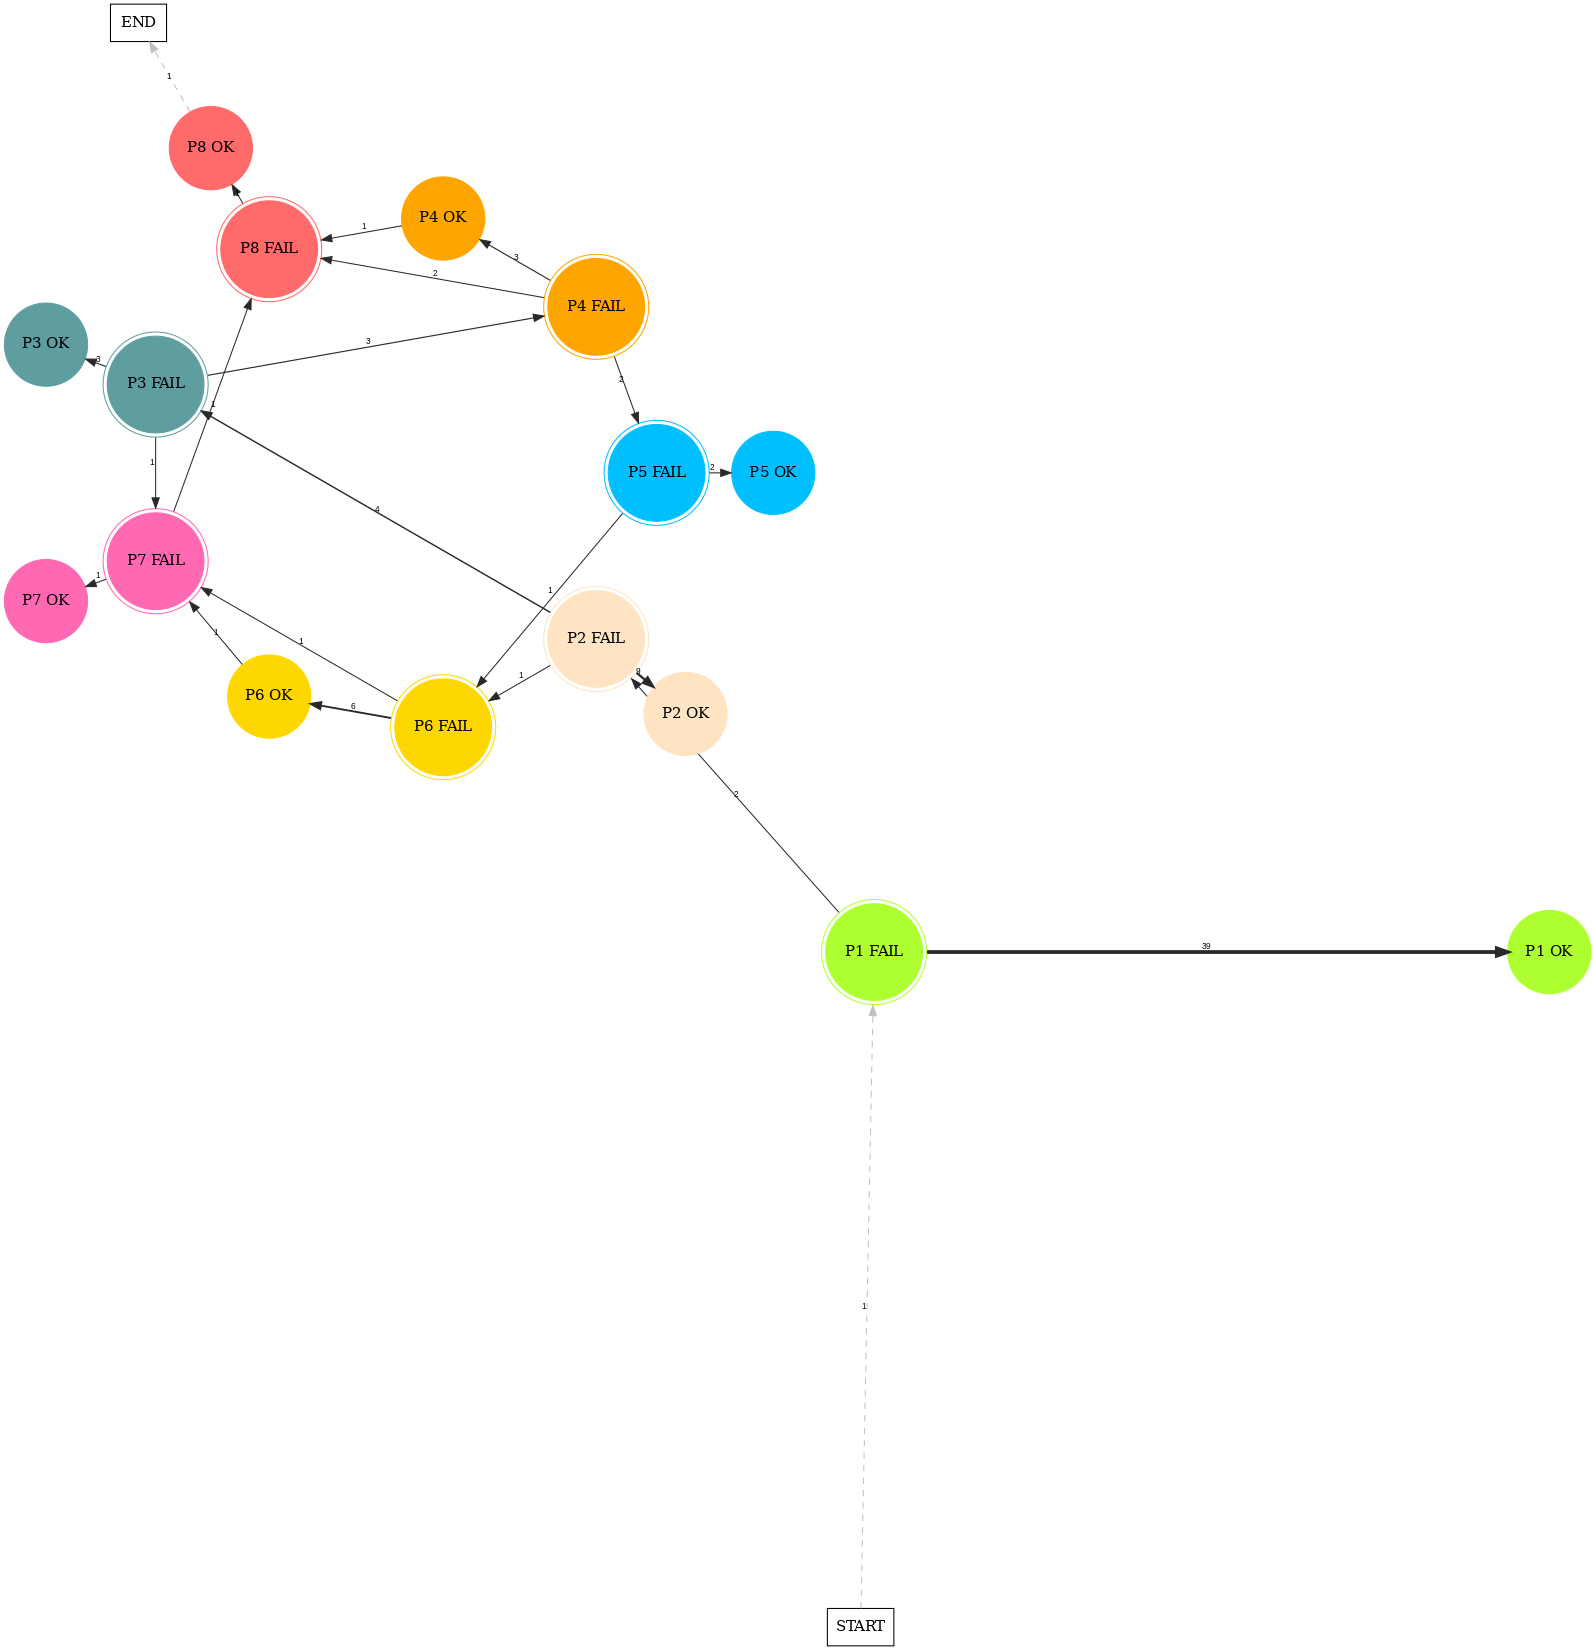 END
1
P8 OK
P4 OK
1
P8 FAIL
3
2
P4 FAIL
P3 OK
3
P3 FAIL
3
2
1
1
P5 FAIL
2
P5 OK
4
P7 FAIL
1
P7 OK
1
1
1
P2 FAIL
9
1
P6 OK
6
P6 FAIL
P2 OK
2
P1 FAIL
39
P1 OK
1
START